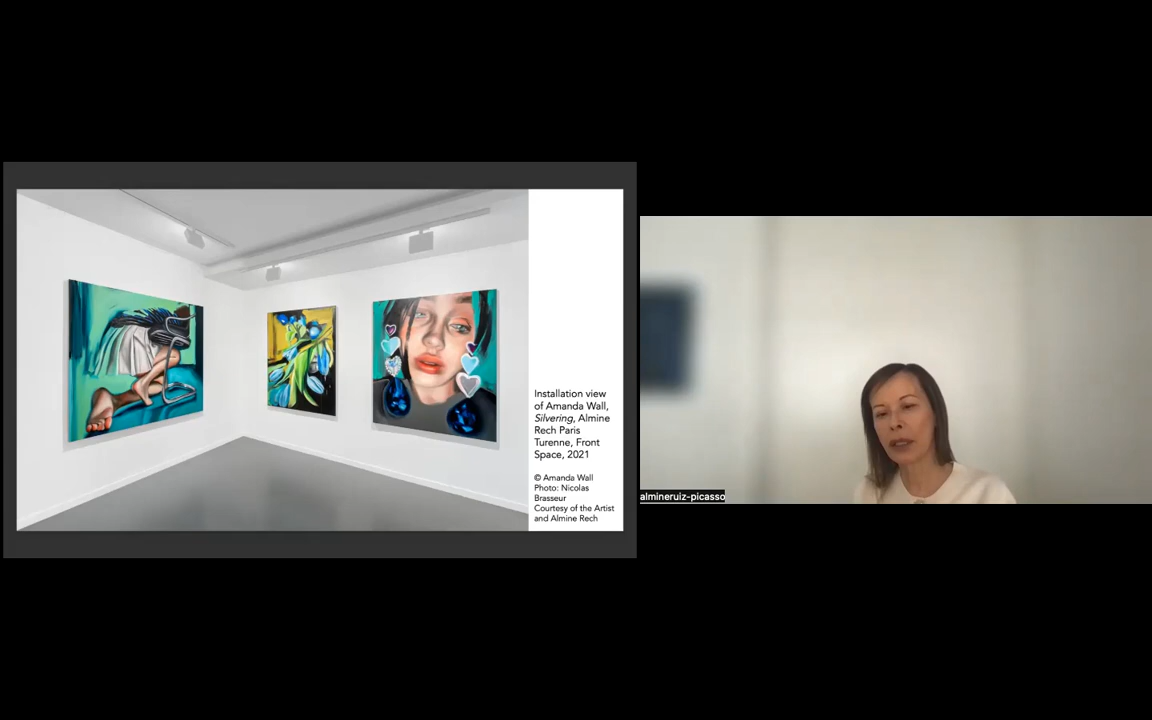 Installation view
of Amanda Wall,
Silvering, Almine
Rech Paris
Turenne, Front
Space, 2021
© Amanda Wall
Photo: Nicolas
Brasseur
Courtesy of the Artist
and Almine Rech
almineruiz-picasso